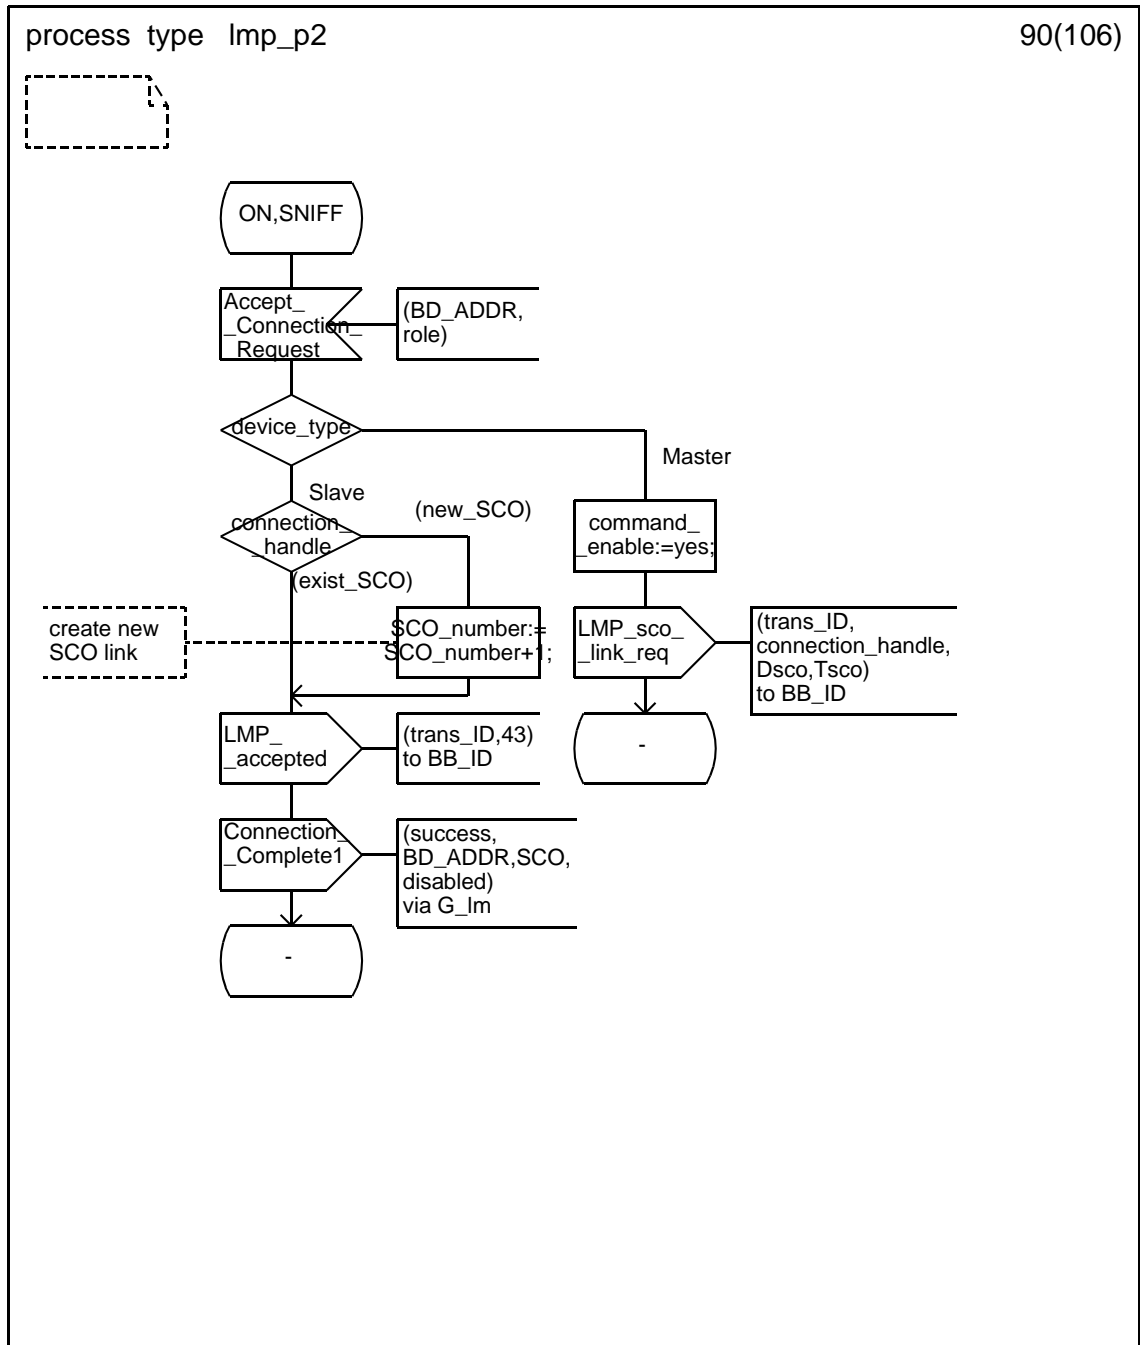 process type lmp_p2
90(106)
ON,SNIFF
Accept_
_Connection_
_Request
(BD_ADDR,
role)
device_type
Master
Slave
connection_
_handle
(new_SCO)
command_
_enable:=yes;
(exist_SCO)
create new
SCO link
SCO_number:=
SCO_number+1;
LMP_sco_
_link_req
(trans_ID,
connection_handle,
Dsco,Tsco)
to BB_ID
LMP_
_accepted
(trans_ID,43)
to BB_ID
-
Connection_
_Complete1
(success,
BD_ADDR,SCO,
disabled)
via G_lm
-